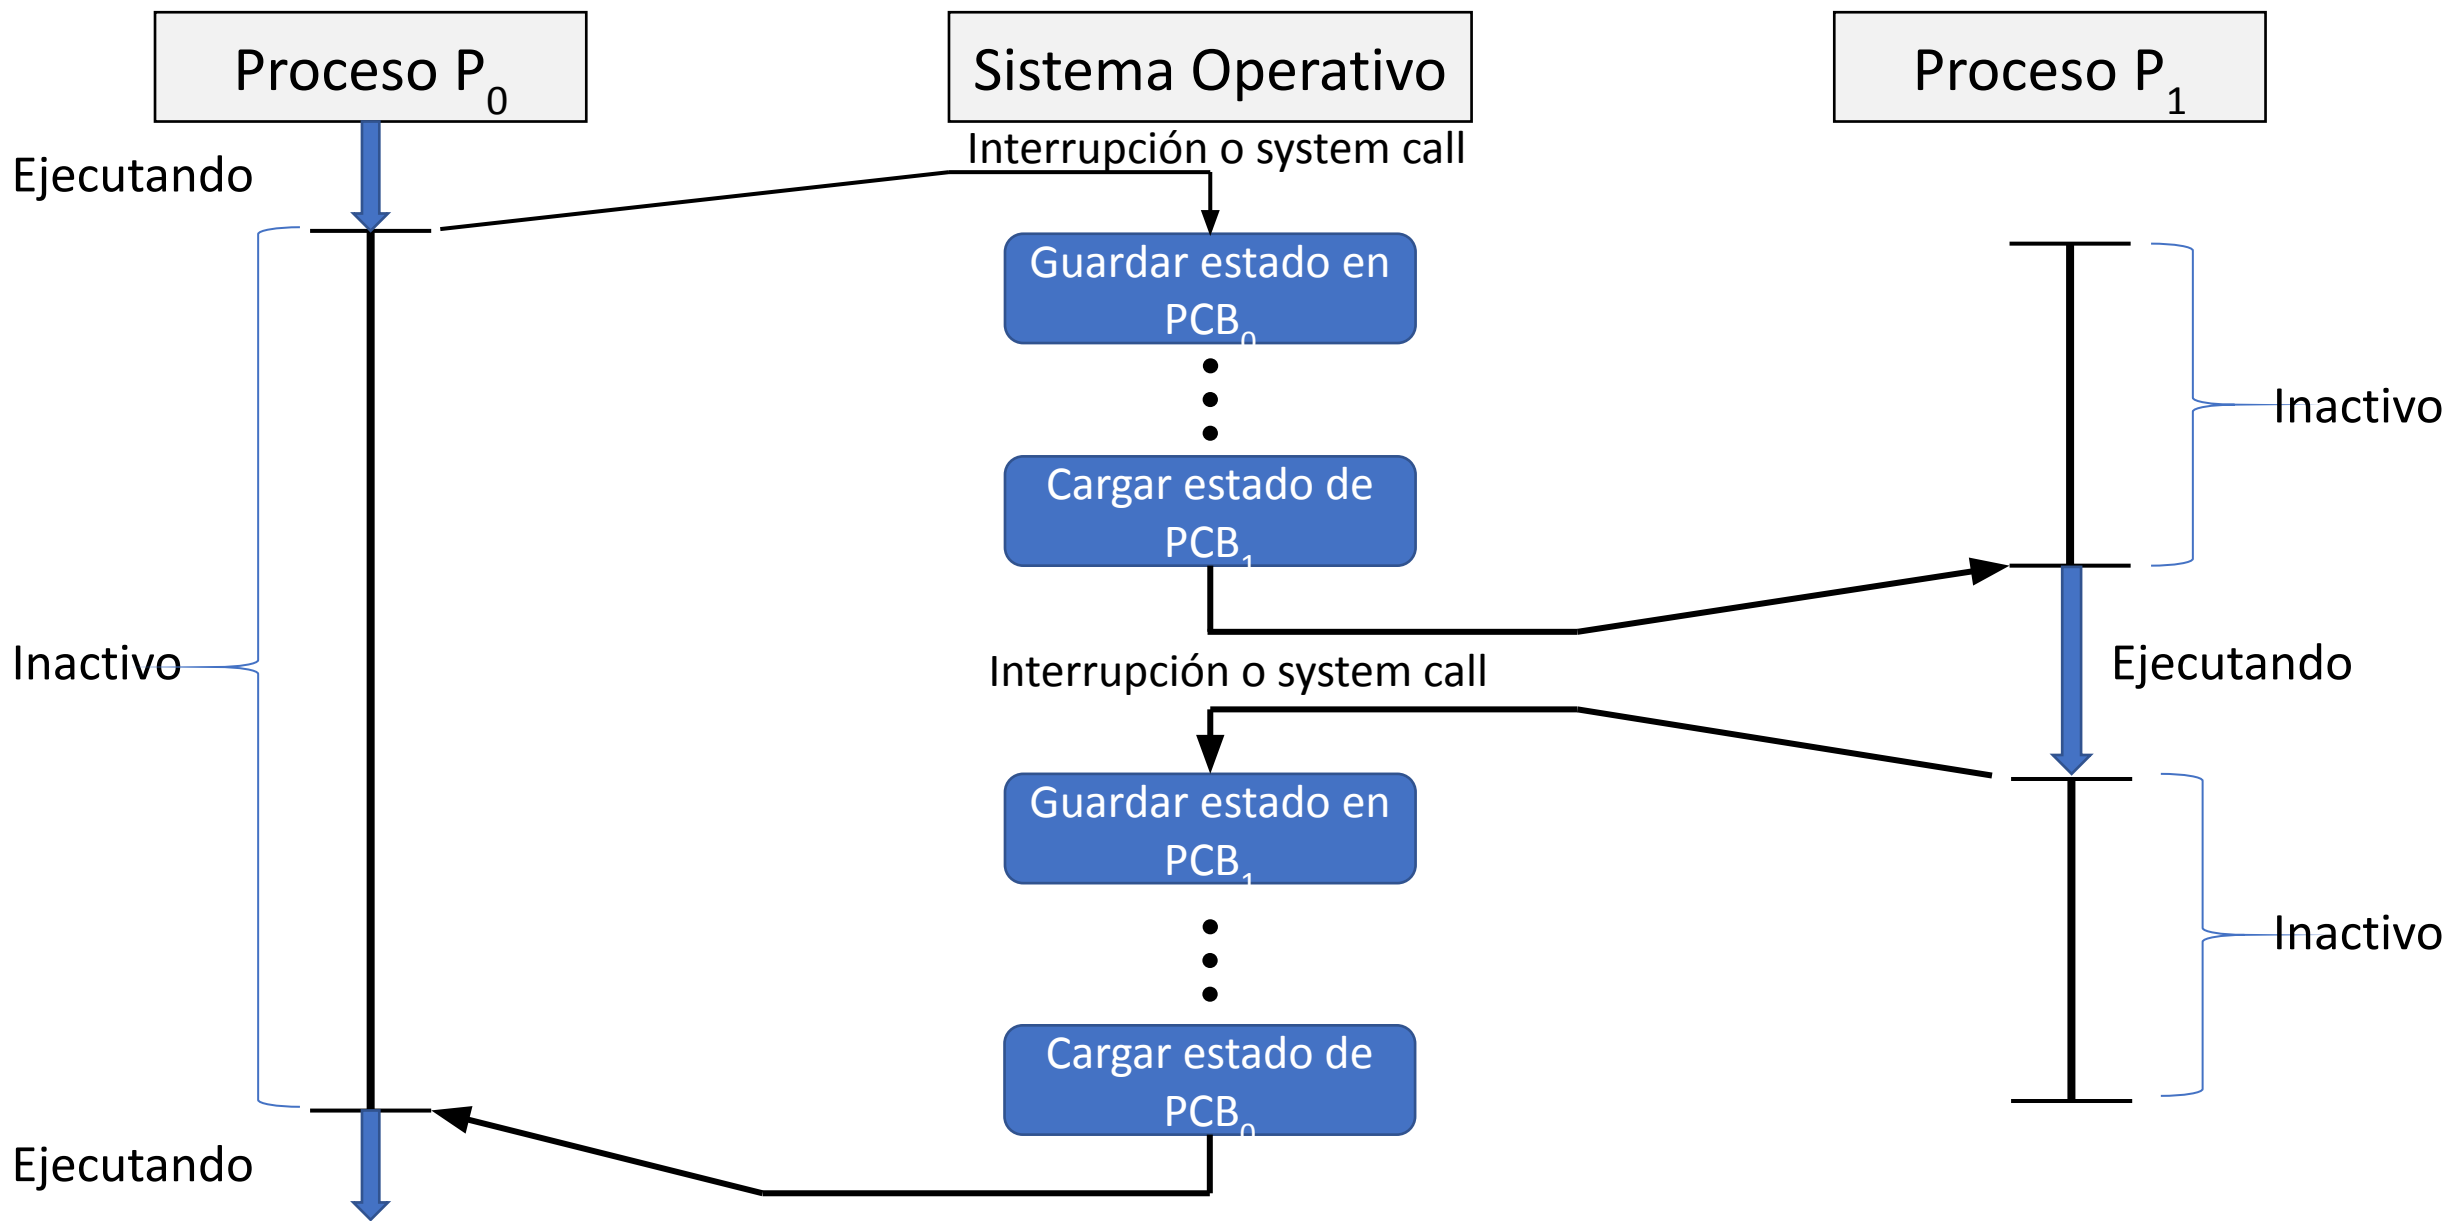 Proceso P0
Sistema Operativo
Proceso P1
Interrupción o system call
Ejecutando
Guardar estado en
PCB0
Inactivo
Cargar estado de
PCB1
Inactivo
Interrupción o system call
Ejecutando
Guardar estado en
PCB1
Inactivo
Cargar estado de
PCB0
Ejecutando